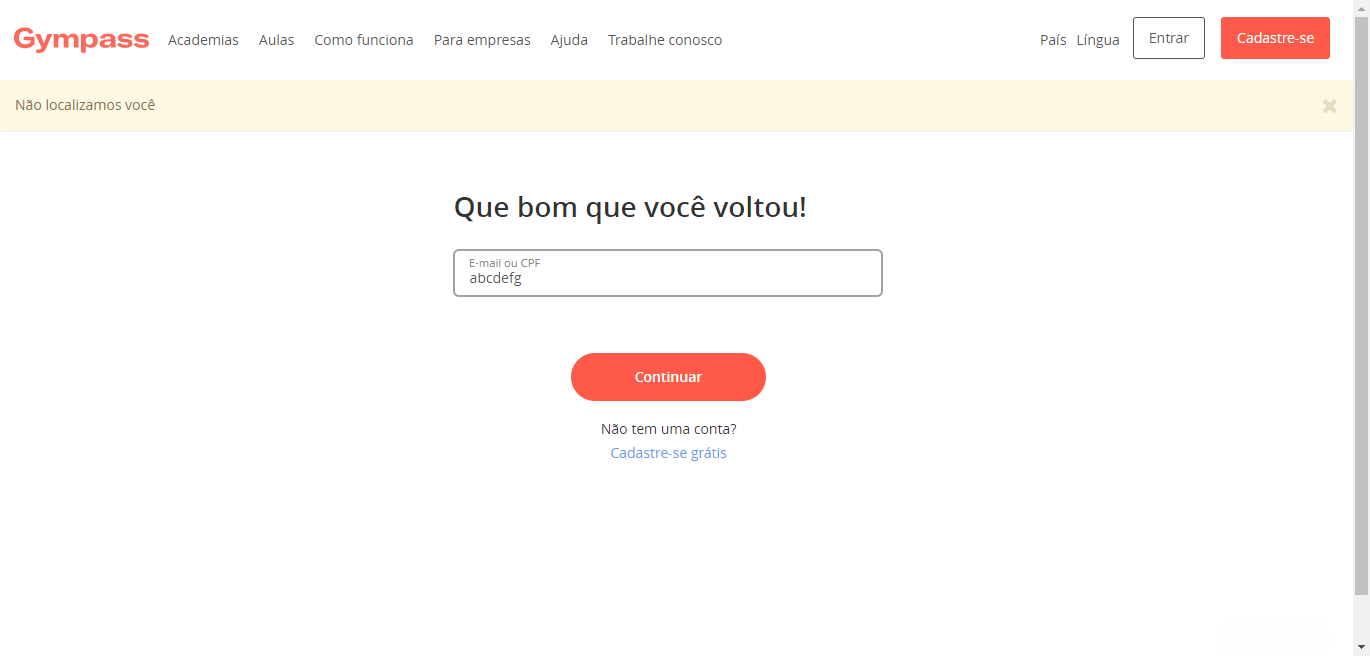 Gympass Academias Aulas Como funciona Para empresas Ajuda Trabalhe conosco País Língua Entrar Cadastre-se
Não localizamos você
Que bom que você voltou!
E-mail ou CPF
abcdefg
Continuar
Não tem uma conta?
Cadastre-se grátis